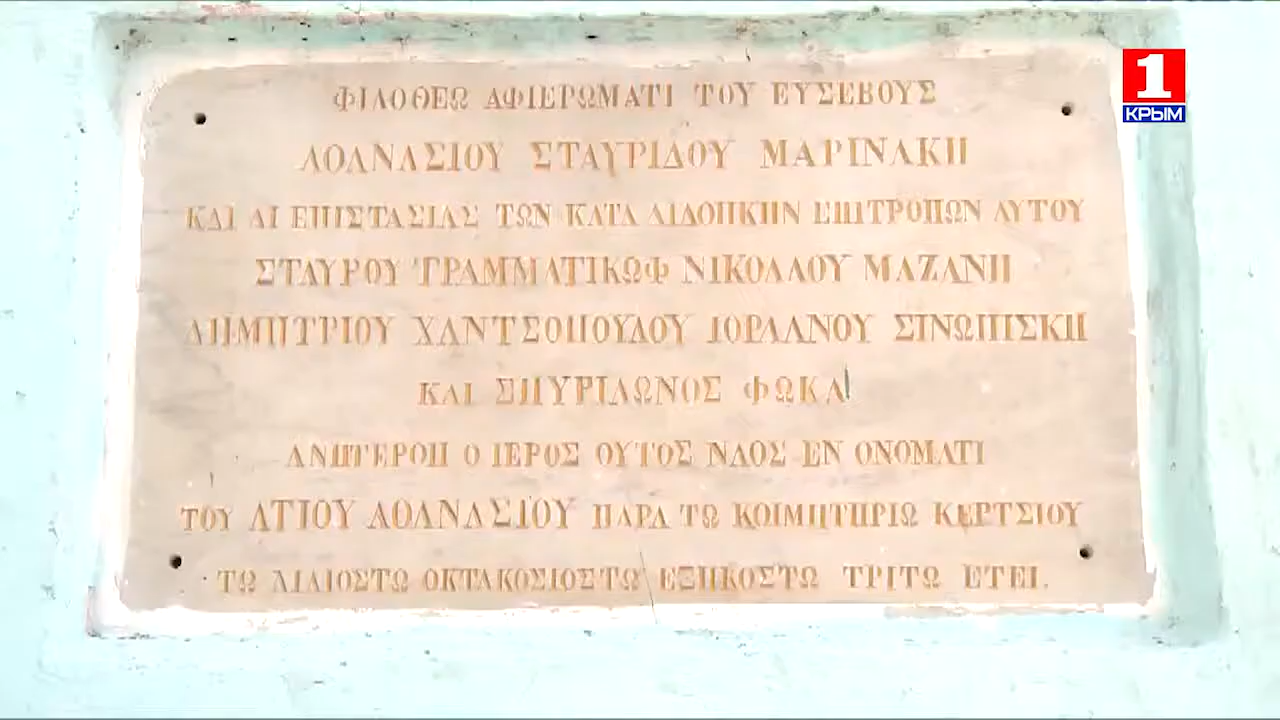 ΦΙΛΟΘΕΩ ΑΦΙΕΡΩΜΑΤΙ ΤΟΥ ΕΥΣΕΒΟΥΣ
ΑΘΑΝΑΣΙΟΥ ΣΤΑΥΡΙΔΟΥ ΜΑΡΙΝΑΚΗ
ΚΑΙ ΔΙ ΕΠΙΣΤΑΣΙΑΣ ΤΩΝ ΚΑΤΑ ΔΙΑΘΗΚΗΝ ΕΠΙΤΡΟΠΩΝ ΑΥΤΟΥ
ΣΤΑΥΡΟΥ ΓΡΑΜΜΑΤΙΚΩΦ ΝΙΚΟΛΑΟΥ ΜΑΖΑΝΗ
ΔΗΜΗΤΡΙΟΥ ΧΑΝΤΣΟΠΟΥΛΟΥ ΙΟΡΔΑΝΟΥ ΣΙΝΩΠΙΣΚΗ
ΚΑΙ ΣΠΥΡΙΔΩΝΟΣ ΦΩΚΑ
ΑΝΗΓΕΡΘΗ Ο ΙΕΡΟΣ ΟΥΤΟΣ ΝΑΟΣ ΕΝ ΟΝΟΜΑΤΙ
ΤΟΥ ΑΓΙΟΥ ΑΘΑΝΑΣΙΟΥ ΠΑΡΑ ΤΩ ΚΟΙΜΗΤΗΡΙΩ ΚΕΡΤΣΙΟΥ
ΤΩ ΧΙΛΙΟΣΤΩ ΟΚΤΑΚΟΣΙΟΣΤΩ ΕΞΗΚΟΣΤΩ ΤΡΙΤΩ ΕΤΕΙ.
1
КРЫМ